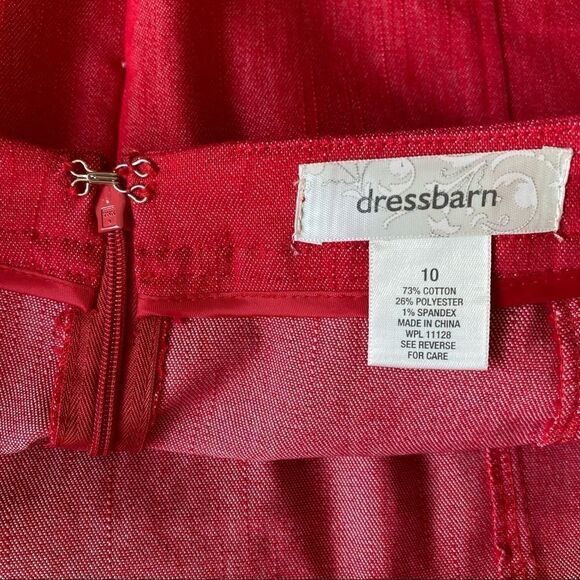 dressbarn
10
73% COTTON
26% POLYESTER
1% SPANDEX
MADE IN CHINA
WPL 11128
SEE REVERSE
FOR CARE